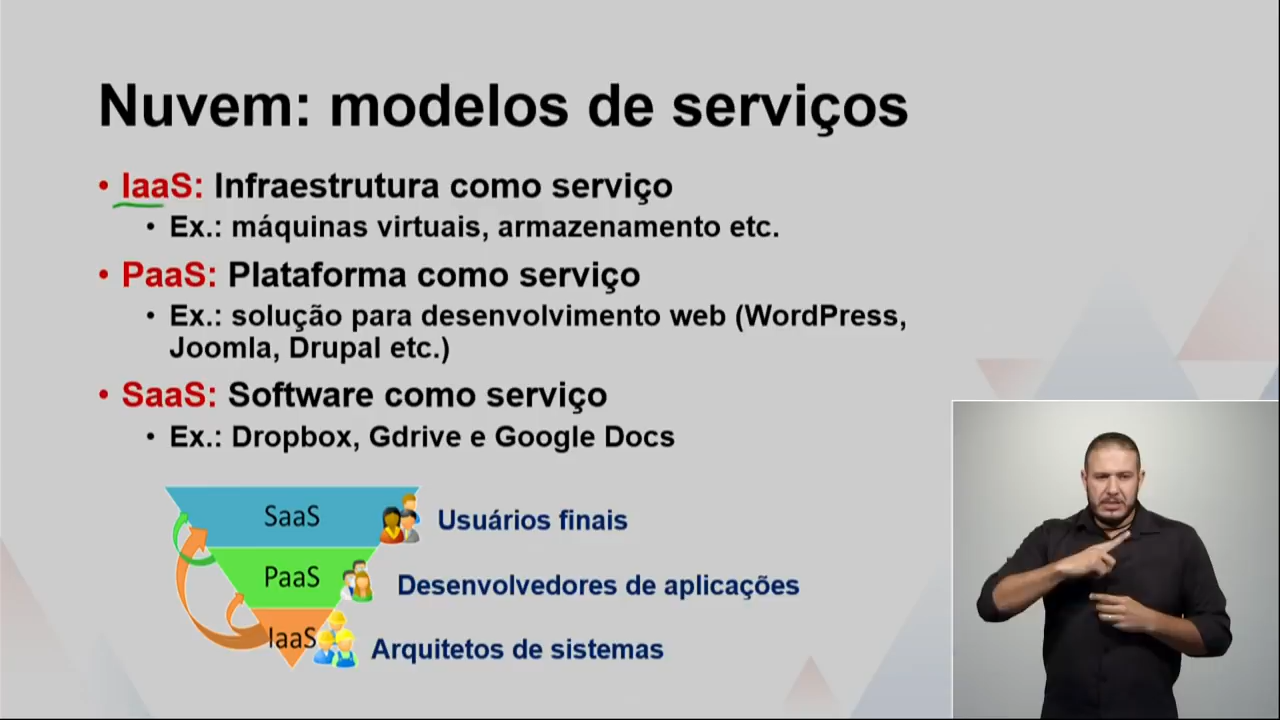 Nuvem: modelos de serviços
• IaaS: Infraestrutura como serviço
• Ex.: máquinas virtuais, armazenamento etc.
• PaaS: Plataforma como serviço
• Ex.: solução para desenvolvimento web (WordPress,
Joomla, Drupal etc.)
• SaaS: Software como serviço
• Ex.: Dropbox, Gdrive e Google Docs
SaaS Usuários finais
PaaS Desenvolvedores de aplicações
IaaS Arquitetos de sistemas